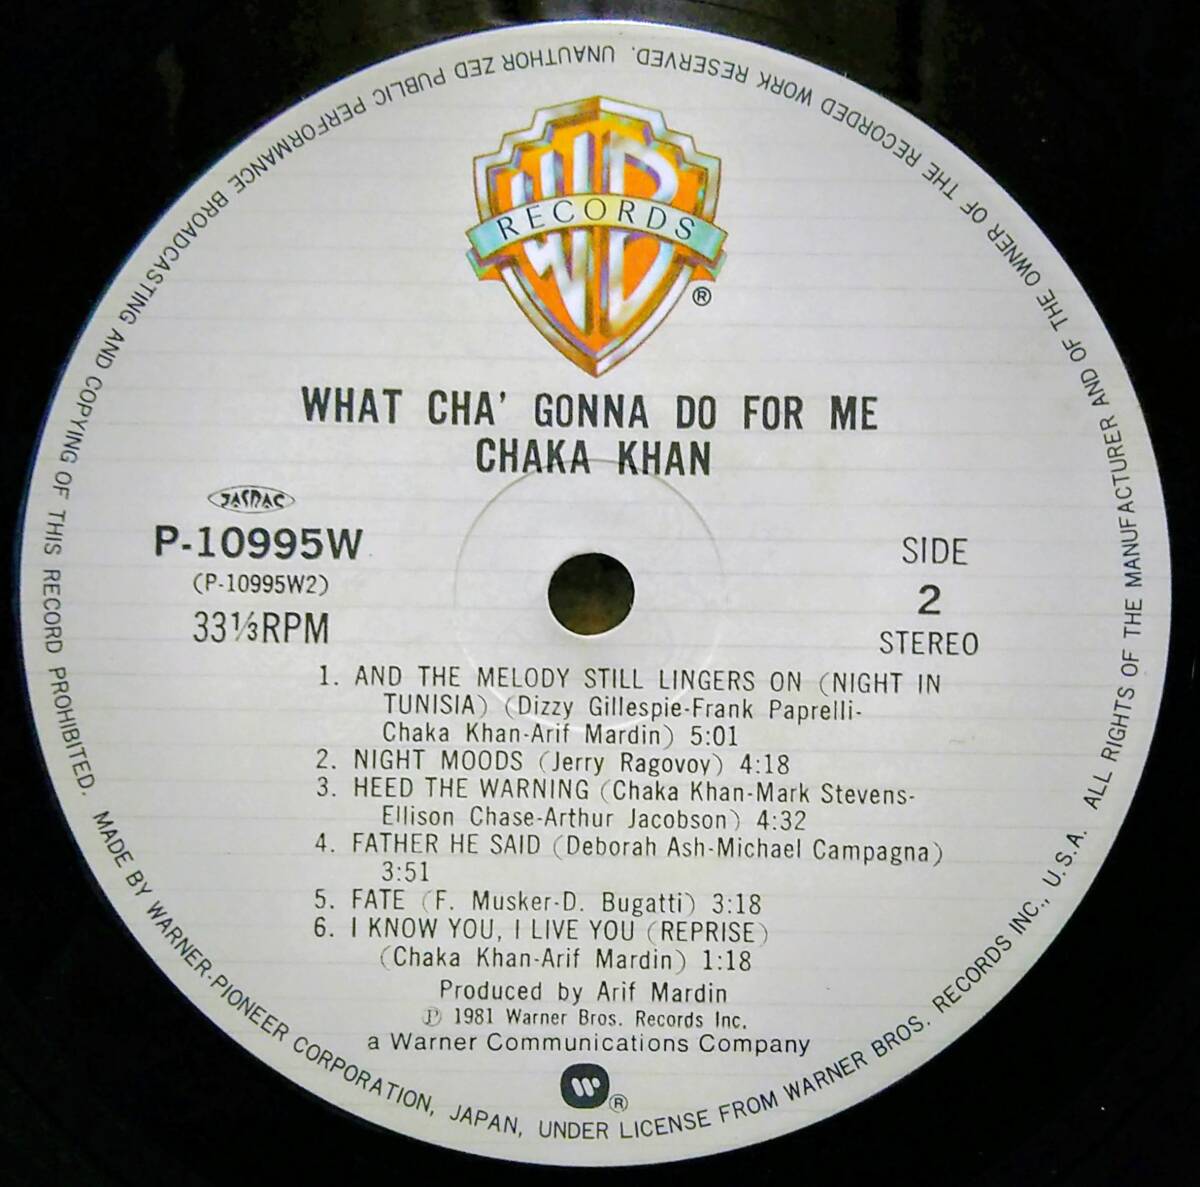 WB
RECORDS
®
WHAT CHA' GONNA DO FOR ME
CHAKA KHAN
JASRAC
P-10995W
(P-10995W2)
33⅓RPM
SIDE
2
STEREO
1. AND THE MELODY STILL LINGERS ON (NIGHT IN
TUNISIA) (Dizzy Gillespie-Frank Paprelli-
Chaka Khan-Arif Mardin) 5:01
2. NIGHT MOODS (Jerry Ragovoy) 4:18
3. HEED THE WARNING (Chaka Khan-Mark Stevens-
Ellison Chase-Arthur Jacobson) 4:32
4. FATHER HE SAID (Deborah Ash-Michael Campagna)
3:51
5. FATE (F. Musker-D. Bugatti) 3:18
6. I KNOW YOU, I LIVE YOU (REPRISE)
(Chaka Khan-Arif Mardin) 1:18
Produced by Arif Mardin
Ⓟ 1981 Warner Bros. Records Inc.
a Warner Communications Company
®
MADE BY WARNER-PIONEER CORPORATION, JAPAN, UNDER LICENSE FROM WARNER BROS. RECORDS INC., U.S.A. ALL RIGHTS OF THE MANUFACTURER AND OF THE OWNER OF THE RECORDED WORK RESERVED. UNAUTHOR ZED PUBLIC PERFORMANCE BROADCASTING AND COPYING OF THIS RECORD PROHIBITED.